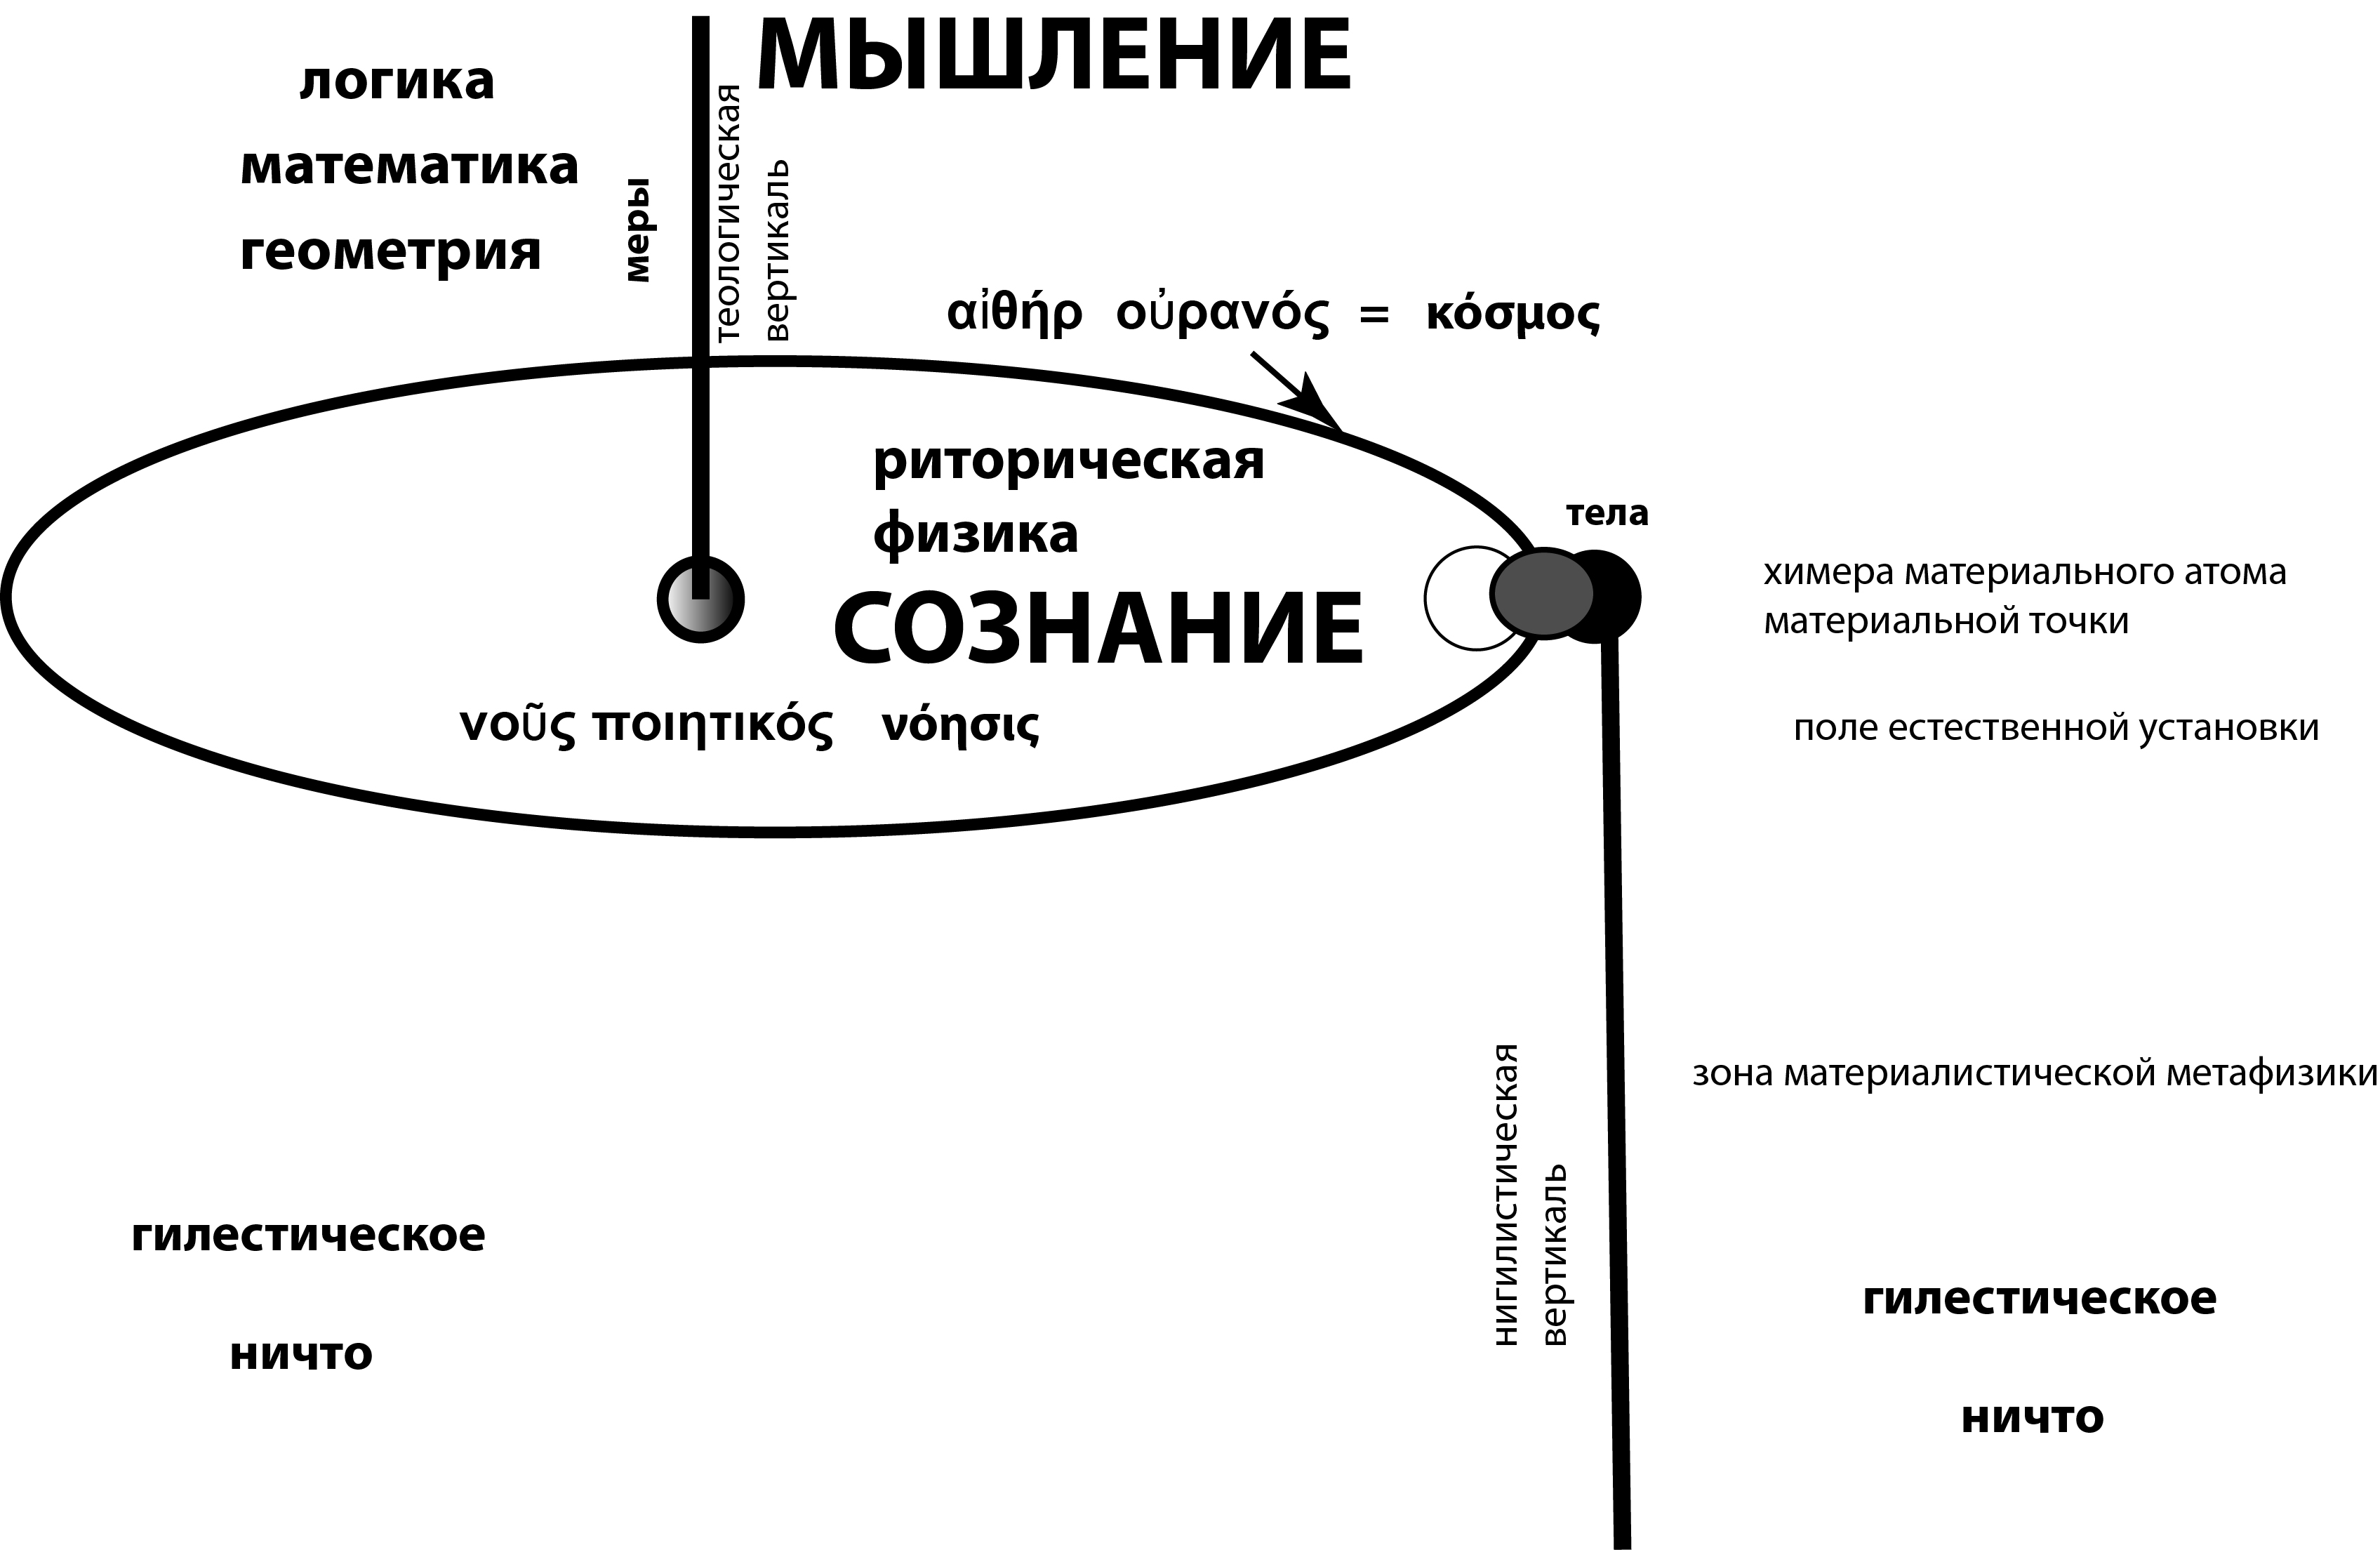 МЫШЛЕНИЕ
логика
математика
геометрия
меры
теологическая
вертикаль
αἰθήρ οὐρανός = κόσμος
риторическая
физика
СОЗНАНИЕ
νοῦς ποιητικός νόησις
тела
химера материального атома
материальной точки
поле естественной установки
зона материалистической метафизики
нигилистическая
вертикаль
гилестическое
ничто
гилестическое
ничто